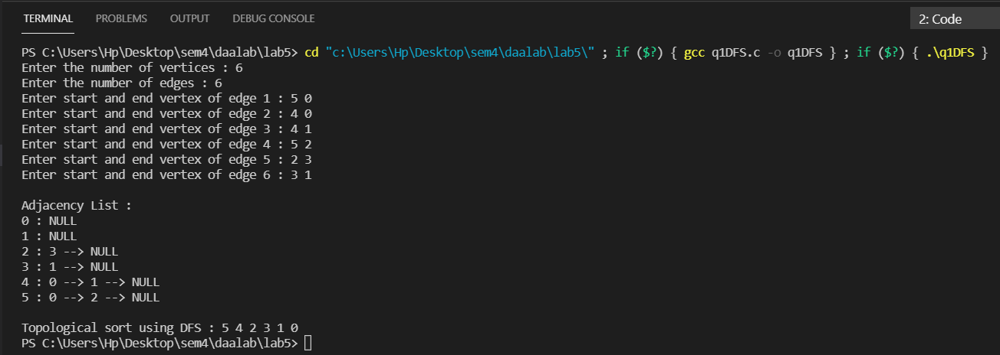 TERMINAL PROBLEMS OUTPUT DEBUG CONSOLE 2: Code
PS C:\Users\Hp\Desktop\sem4\daalab\lab5> cd "c:\Users\Hp\Desktop\sem4\daalab\lab5\" ; if ($?) { gcc q1DFS.c -o q1DFS } ; if ($?) { .\q1DFS }
Enter the number of vertices : 6
Enter the number of edges : 6
Enter start and end vertex of edge 1 : 5 0
Enter start and end vertex of edge 2 : 4 0
Enter start and end vertex of edge 3 : 4 1
Enter start and end vertex of edge 4 : 5 2
Enter start and end vertex of edge 5 : 2 3
Enter start and end vertex of edge 6 : 3 1
Adjacency List :
0 : NULL
1 : NULL
2 : 3 --> NULL
3 : 1 --> NULL
4 : 0 --> 1 --> NULL
5 : 0 --> 2 --> NULL
Topological sort using DFS : 5 4 2 3 1 0
PS C:\Users\Hp\Desktop\sem4\daalab\lab5>